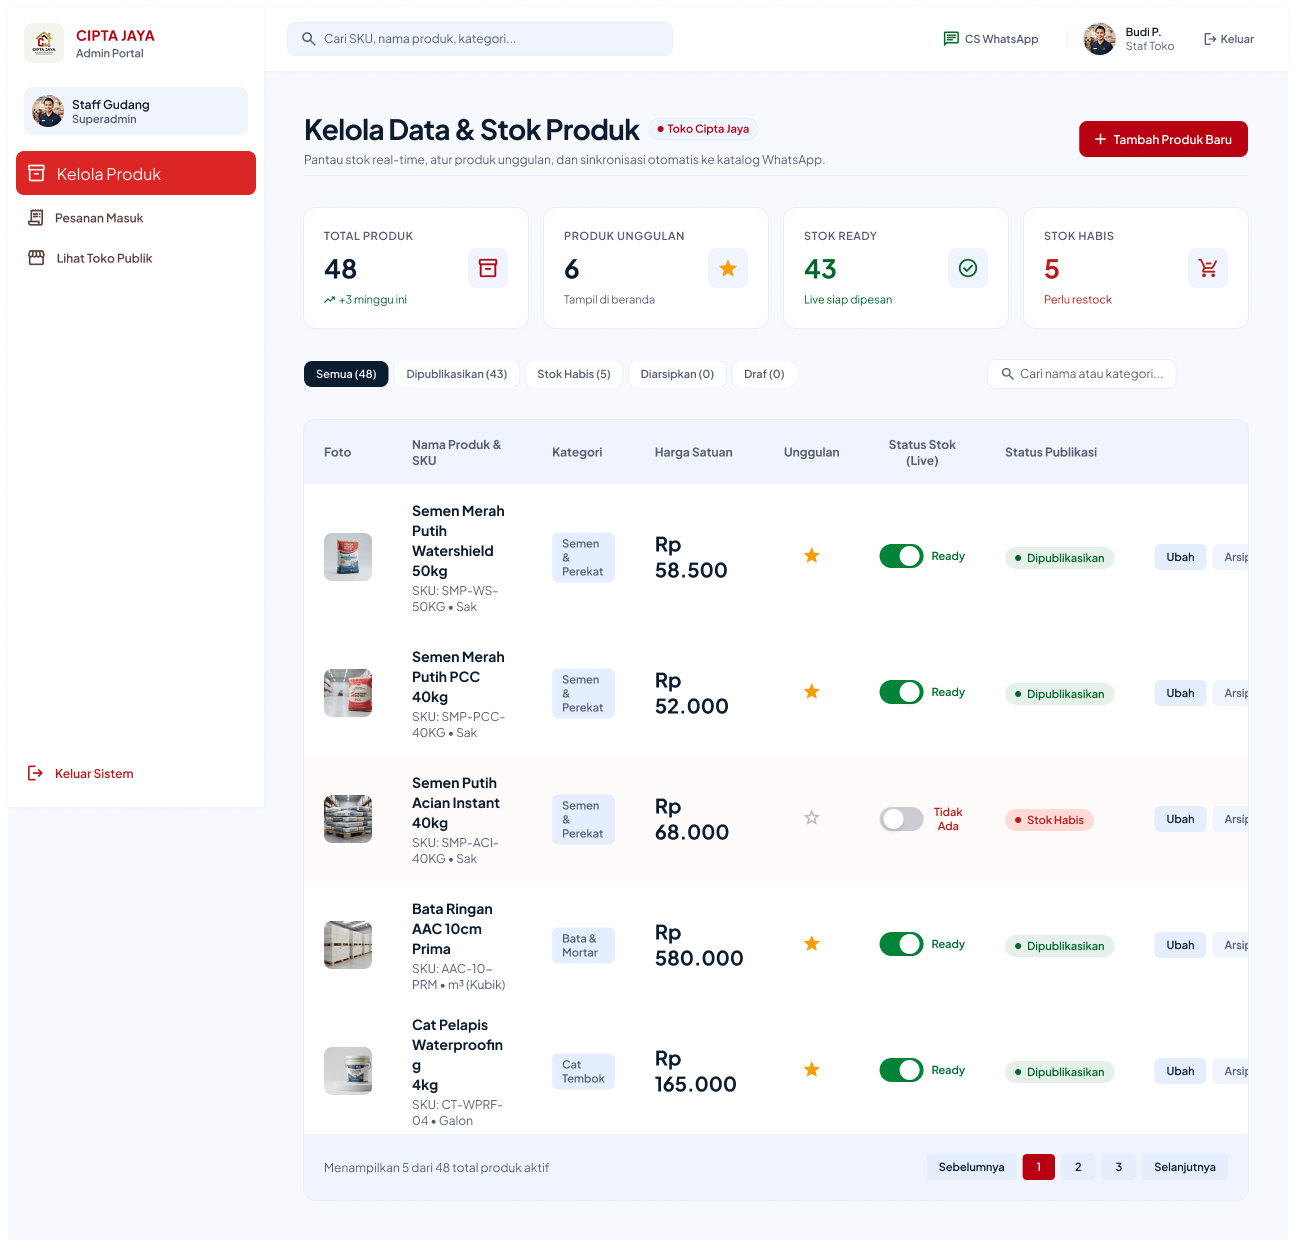 CIPTA JAYA
Admin Portal
Cari SKU, nama produk, kategori...
CS WhatsApp
Budi P.
Staf Toko
Keluar
Staff Gudang
Superadmin
Kelola Produk
Pesanan Masuk
Lihat Toko Publik
Keluar Sistem
Kelola Data & Stok Produk
• Toko Cipta Jaya
Pantau stok real-time, atur produk unggulan, dan sinkronisasi otomatis ke katalog WhatsApp.
+ Tambah Produk Baru
TOTAL PRODUK
48
+3 minggu ini
PRODUK UNGGULAN
6
Tampil di beranda
STOK READY
43
Live siap dipesan
STOK HABIS
5
Perlu restock
Semua (48)
Dipublikasikan (43)
Stok Habis (5)
Diarsipkan (0)
Draf (0)
Cari nama atau kategori...
Foto
Nama Produk &
SKU
Kategori
Harga Satuan
Unggulan
Status Stok
(Live)
Status Publikasi
Semen Merah
Putih
Watershield
50kg
SKU: SMP-WS-
50KG • Sak
Semen
&
Perekat
Rp
58.500
Ready
• Dipublikasikan
Ubah
Arsip
Semen Merah
Putih PCC
40kg
SKU: SMP-PCC-
40KG • Sak
Semen
&
Perekat
Rp
52.000
Ready
• Dipublikasikan
Ubah
Arsip
Semen Putih
Acian Instant
40kg
SKU: SMP-ACI-
40KG • Sak
Semen
&
Perekat
Rp
68.000
Tidak
Ada
• Stok Habis
Ubah
Arsip
Bata Ringan
AAC 10cm
Prima
SKU: AAC-10-
PRM • m³ (Kubik)
Bata &
Mortar
Rp
580.000
Ready
• Dipublikasikan
Ubah
Arsip
Cat Pelapis
Waterproofin
g
4kg
SKU: CT-WPRF-
04 • Galon
Cat
Tembok
Rp
165.000
Ready
• Dipublikasikan
Ubah
Arsip
Menampilkan 5 dari 48 total produk aktif
Sebelumnya
1
2
3
Selanjutnya